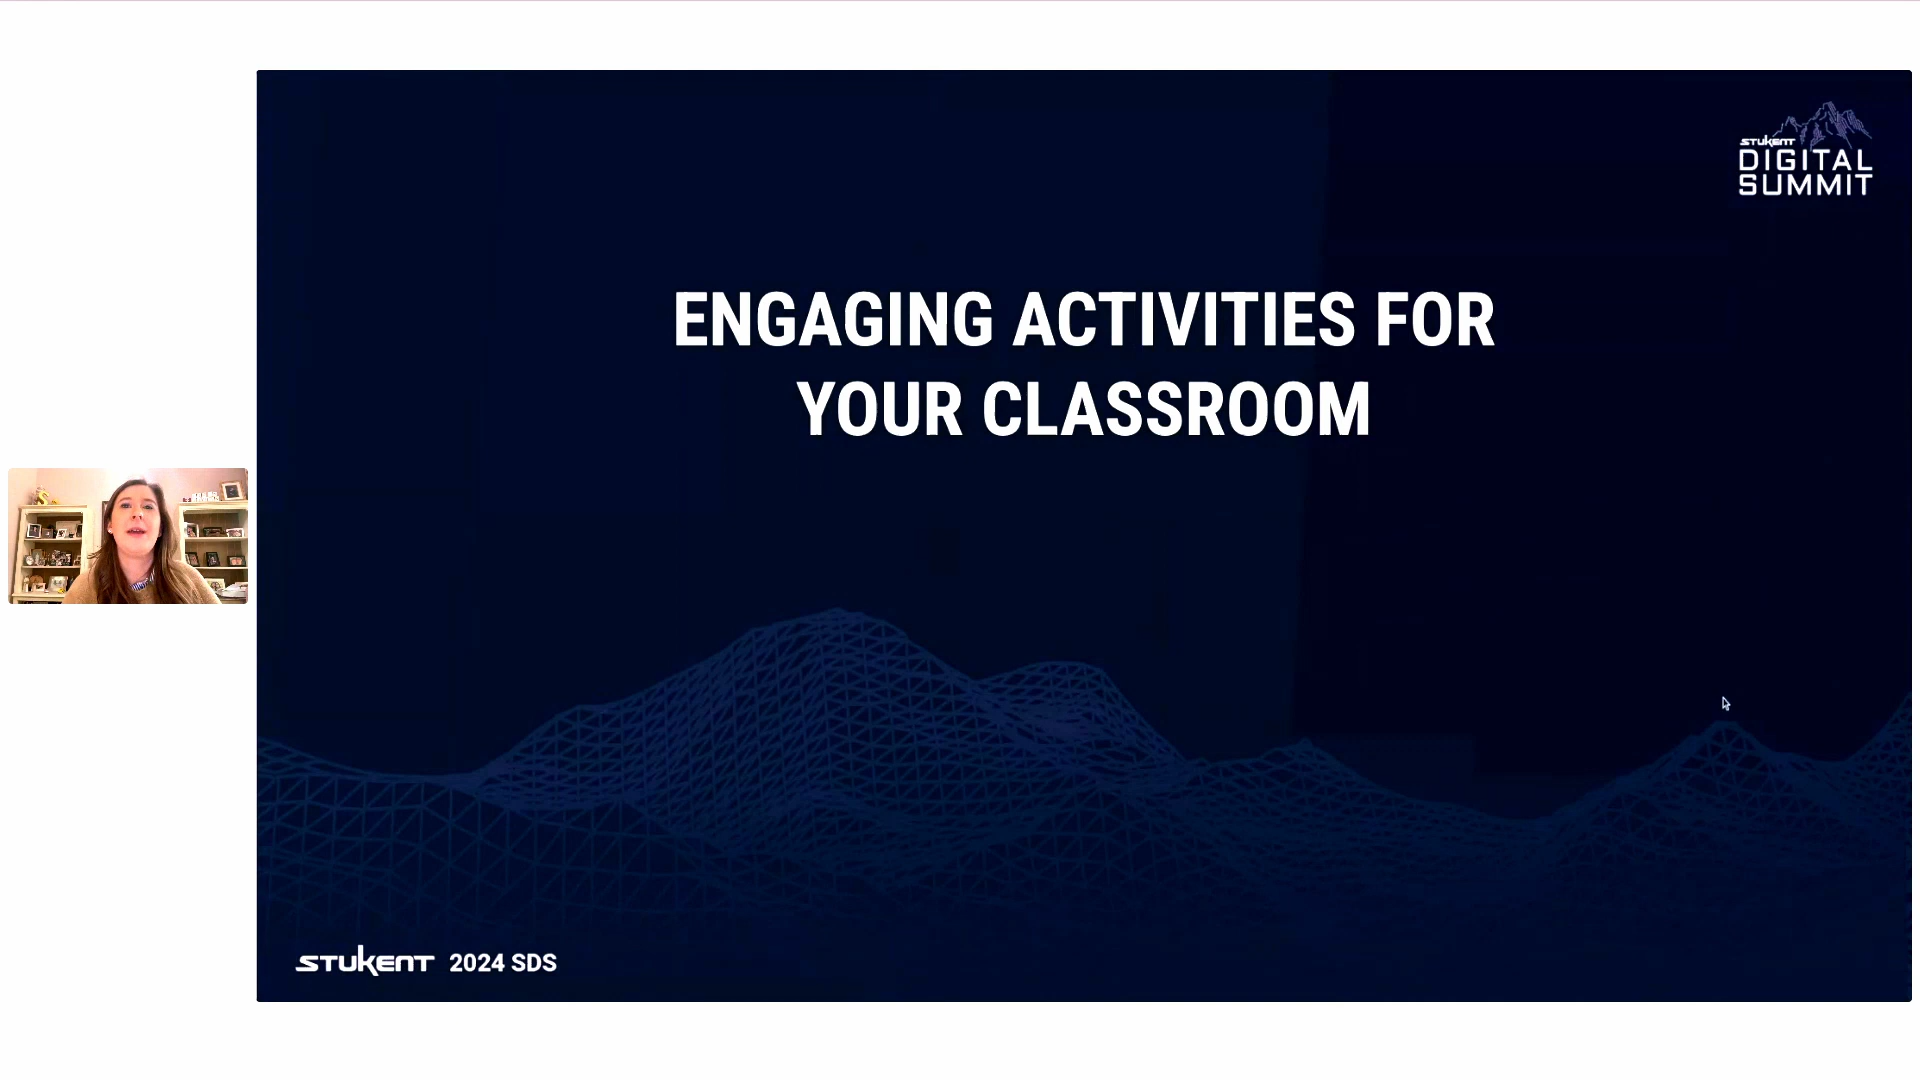 STUKENT
DIGITAL
SUMMIT
ENGAGING ACTIVITIES FOR
YOUR CLASSROOM
STUKENT 2024 SDS